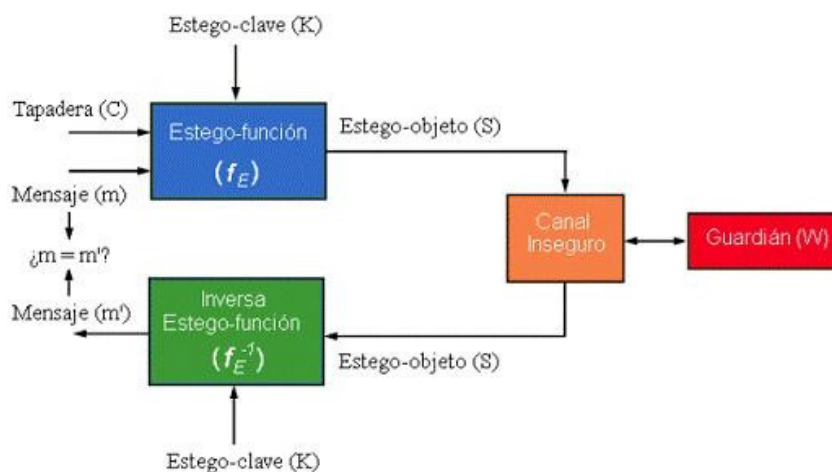 Estego-clave (K)
Tapadera (C)
Estego-función
(fE)
Estego-objeto (S)
Mensaje (m)
Canal
Inseguro
Guardián (W)
¿m = m'?
Inversa
Estego-función
(fE-1)
Mensaje (m')
Estego-objeto (S)
Estego-clave (K)